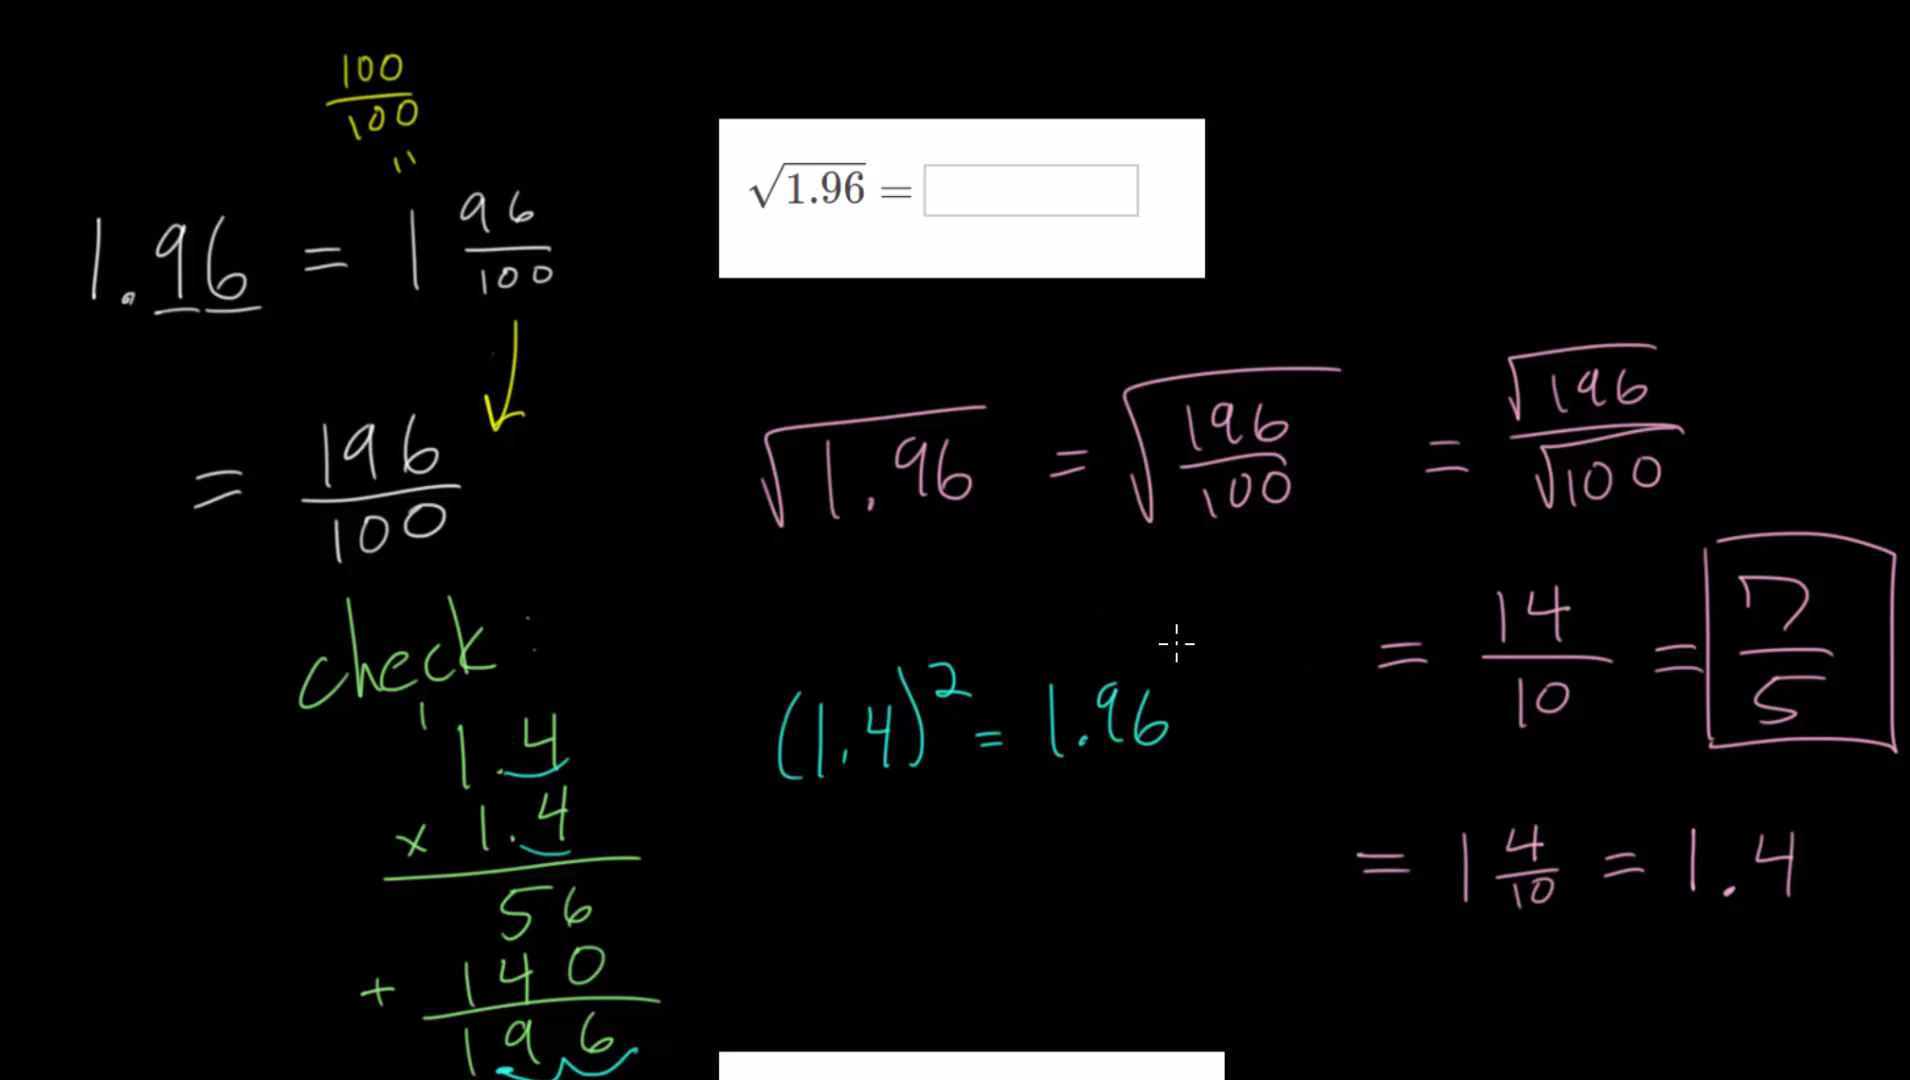 100/100
"
1.96 = 1 96/100
= 196/100
check:
1
1.4
x 1.4
56
+ 140
196
√1.96 =
√1.96 = √(196/100) = √196/√100
= 14/10 = 7/5
(1.4)² = 1.96
= 1 4/10 = 1.4